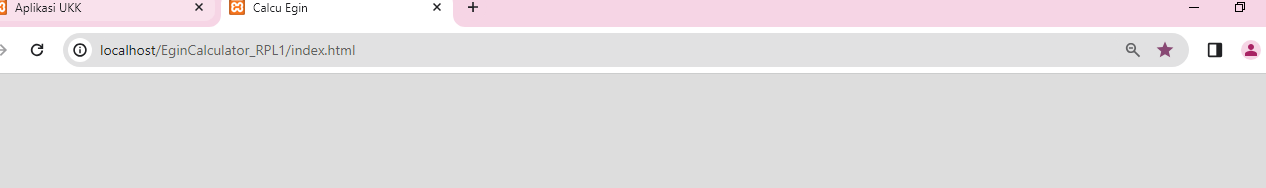 Aplikasi UKK
Calcu Egin
localhost/EginCalculator_RPL1/index.html